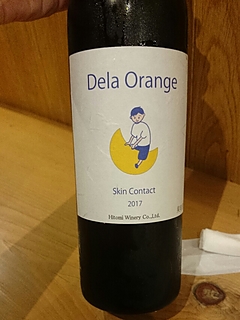 Dela Orange
Skin Contact
2017
Hitomi Winery Co.,Ltd.